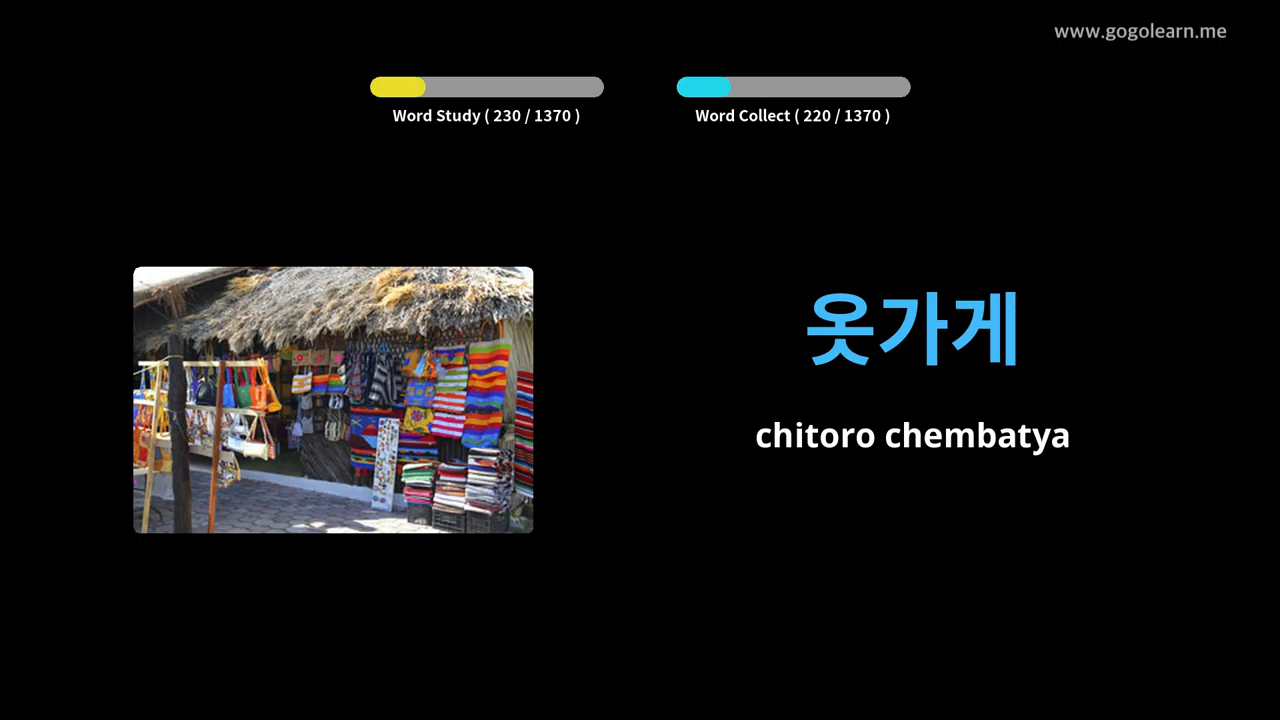 www.gogolearn.me
Word Study ( 230 / 1370 )
Word Collect ( 220 / 1370 )
옷가게
chitoro chembatya